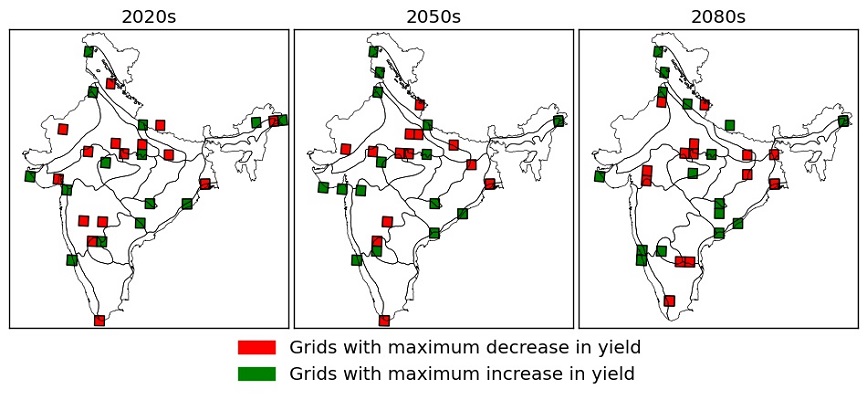 2020s 2050s 2080s
Grids with maximum decrease in yield
Grids with maximum increase in yield